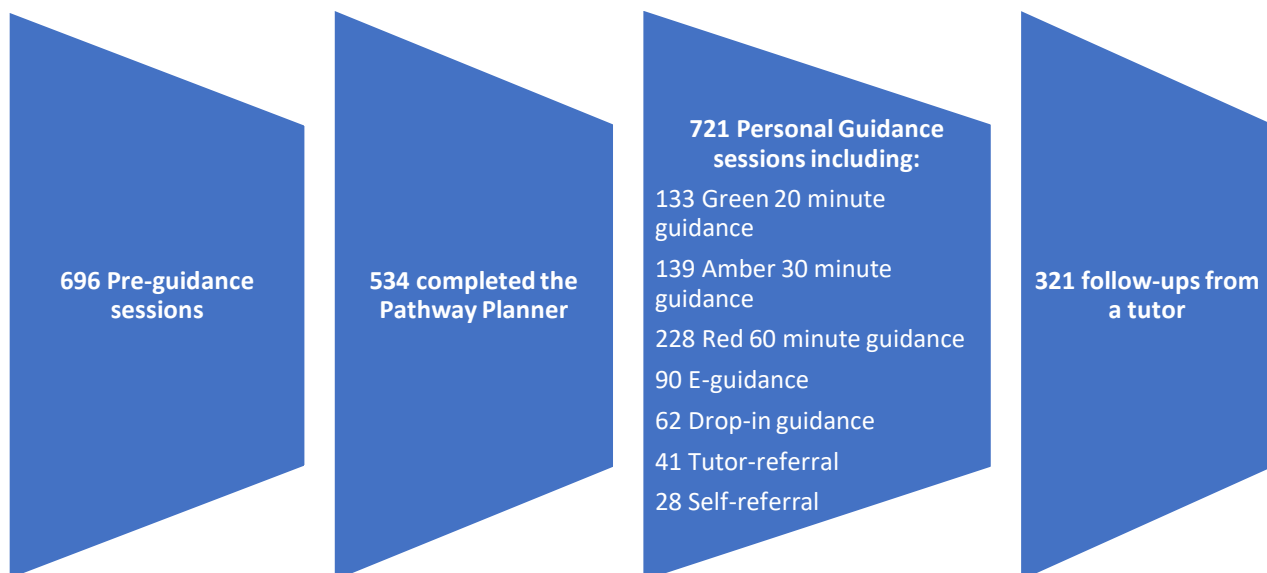 696 Pre-guidance
sessions
534 completed the
Pathway Planner
721 Personal Guidance
sessions including:
133 Green 20 minute
guidance
139 Amber 30 minute
guidance
228 Red 60 minute guidance
90 E-guidance
62 Drop-in guidance
41 Tutor-referral
28 Self-referral
321 follow-ups from
a tutor